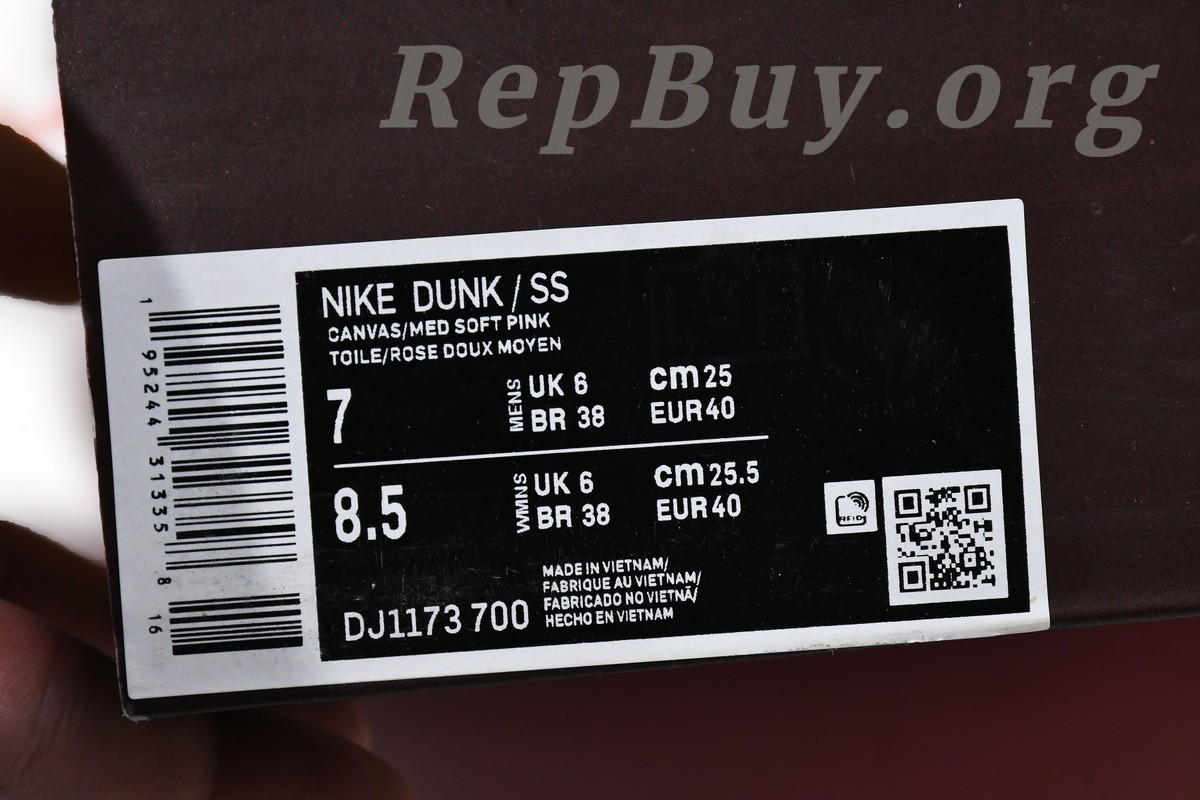 RepBuy.org
NIKE DUNK / SS
CANVAS/MED SOFT PINK
TOILE/ROSE DOUX MOYEN
7 MENS UK 6 cm 25
BR 38 EUR 40
8.5 WMNS UK 6 cm 25.5
BR 38 EUR 40
DJ1173 700
MADE IN VIETNAM/
FABRIQUE AU VIETNAM/
FABRICADO NO VIETNÃ/
HECHO EN VIETNAM
RFID
1 95244 31335 8 16